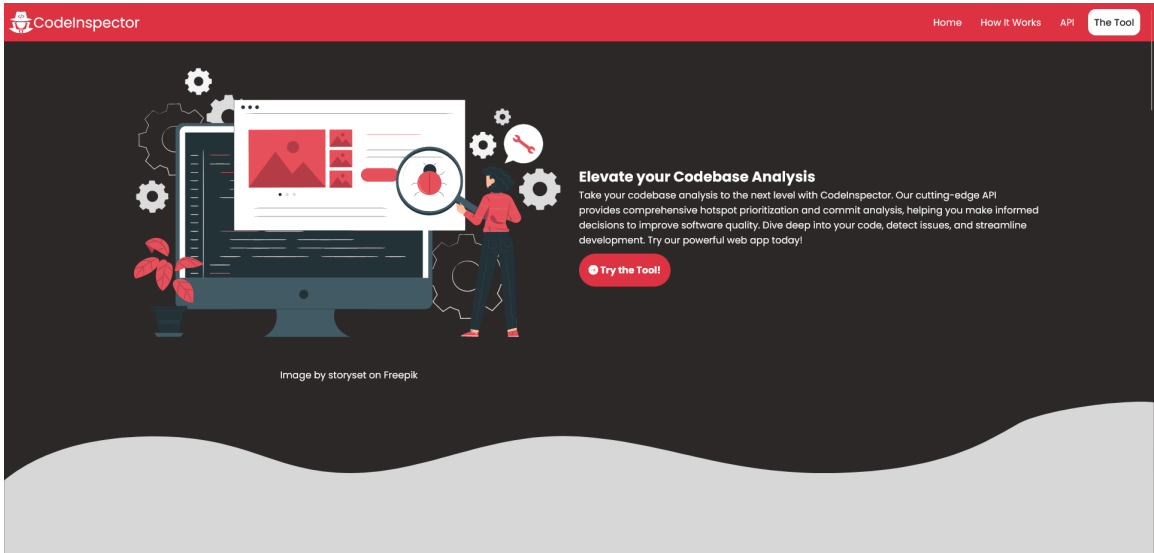 CodeInspector
Home
How It Works
API
The Tool
Elevate your Codebase Analysis
Take your codebase analysis to the next level with CodeInspector. Our cutting-edge API
provides comprehensive hotspot prioritization and commit analysis, helping you make informed
decisions to improve software quality. Dive deep into your code, detect issues, and streamline
development. Try our powerful web app today!
Try the Tool!
Image by storyset on Freepik